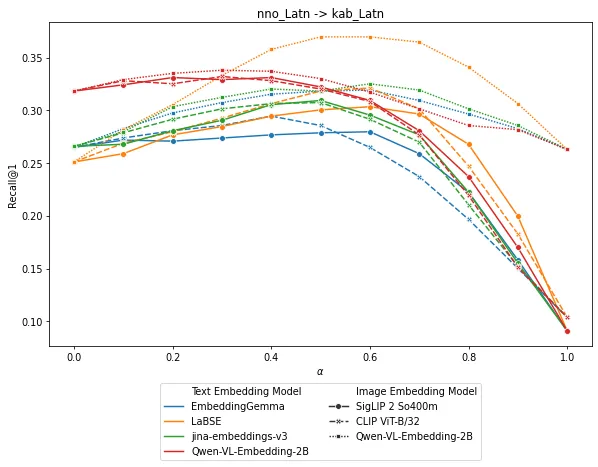 nno_Latn -> kab_Latn
Recall@1
0.35
0.30
0.25
0.20
0.15
0.10
0.0 0.2 0.4 0.6 0.8 1.0
α
Text Embedding Model
EmbeddingGemma
LaBSE
jina-embeddings-v3
Qwen-VL-Embedding-2B
Image Embedding Model
SigLIP 2 So400m
CLIP ViT-B/32
Qwen-VL-Embedding-2B